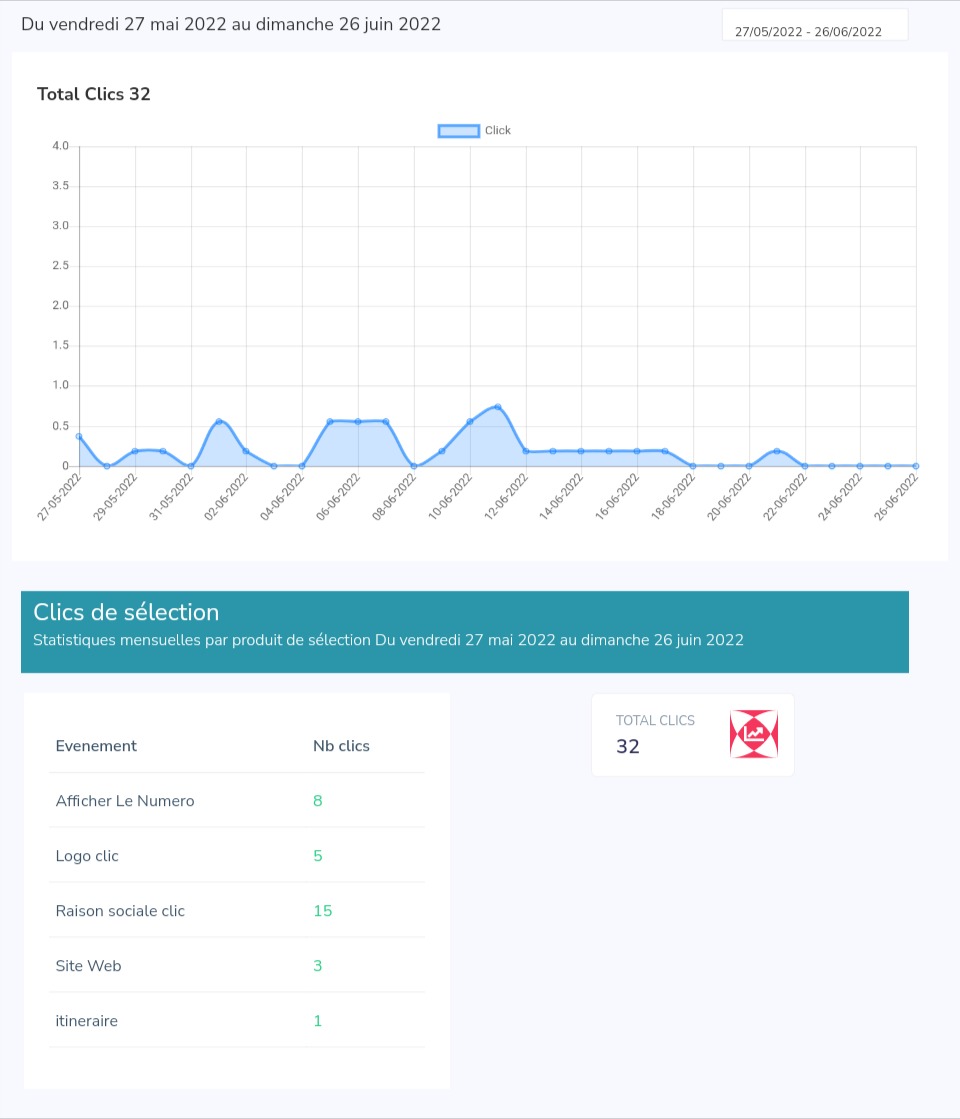 Du vendredi 27 mai 2022 au dimanche 26 juin 2022
27/05/2022 - 26/06/2022
Total Clics 32
Click
4.0
3.5
3.0
2.5
2.0
1.5
1.0
0.5
0
27-05-2022
29-05-2022
31-05-2022
02-06-2022
04-06-2022
06-06-2022
08-06-2022
10-06-2022
12-06-2022
14-06-2022
16-06-2022
18-06-2022
20-06-2022
22-06-2022
24-06-2022
26-06-2022
Clics de sélection
Statistiques mensuelles par produit de sélection Du vendredi 27 mai 2022 au dimanche 26 juin 2022
Evenement Nb clics
Afficher Le Numero 8
Logo clic 5
Raison sociale clic 15
Site Web 3
itineraire 1
TOTAL CLICS
32